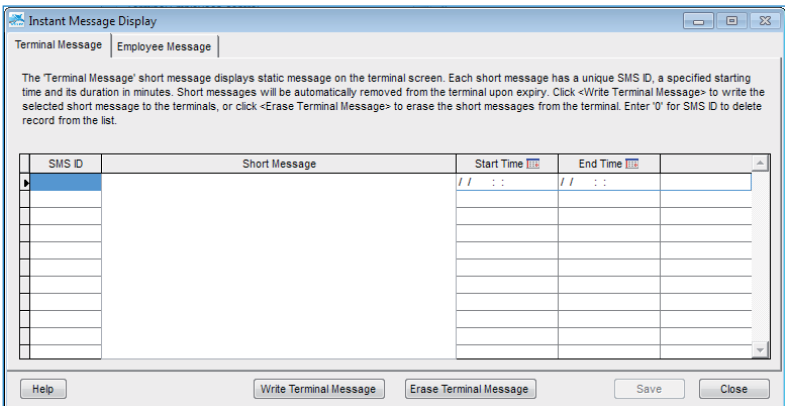 Instant Message Display
Terminal Message Employee Message
The 'Terminal Message' short message displays static message on the terminal screen. Each short message has a unique SMS ID, a specified starting
time and its duration in minutes. Short messages will be automatically removed from the terminal upon expiry. Click <Write Terminal Message> to write the
selected short message to the terminals, or click <Erase Terminal Message> to erase the short messages from the terminal. Enter '0' for SMS ID to delete
record from the list.
SMS ID Short Message Start Time End Time
/ / : : / / : :
Help Write Terminal Message Erase Terminal Message Save Close